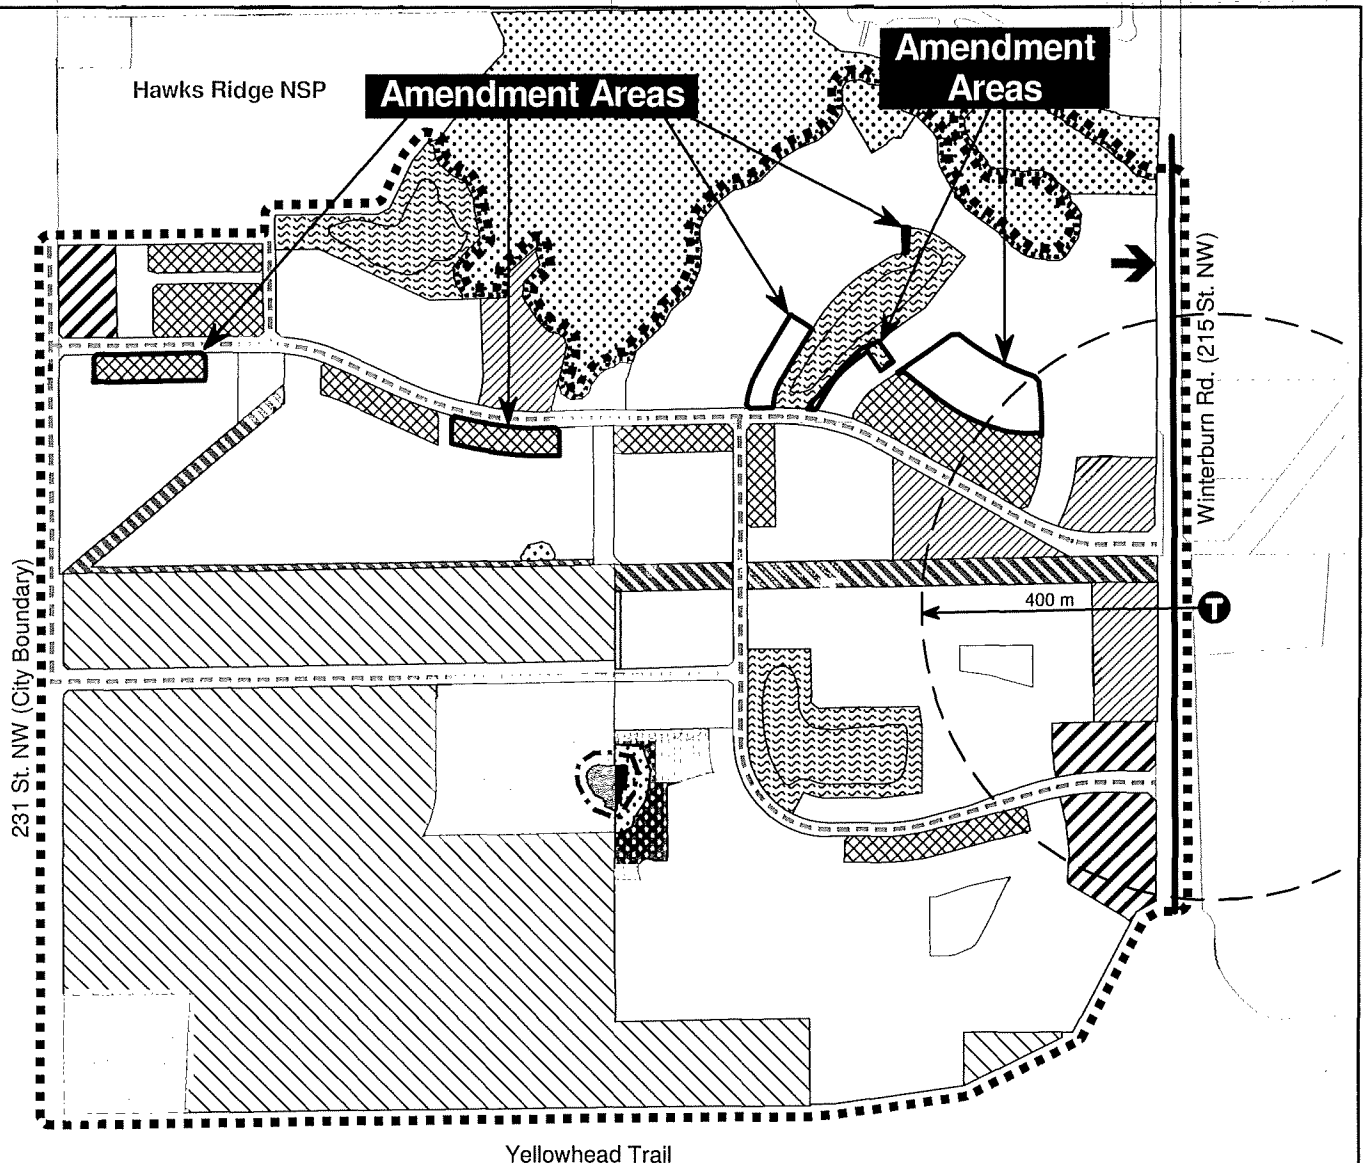 Amendment
Areas
Hawks Ridge NSP
Amendment Areas
Winterburn Rd. (215 St. NW)
231 St. NW (City Boundary)
400 m
T
Yellowhead Trail